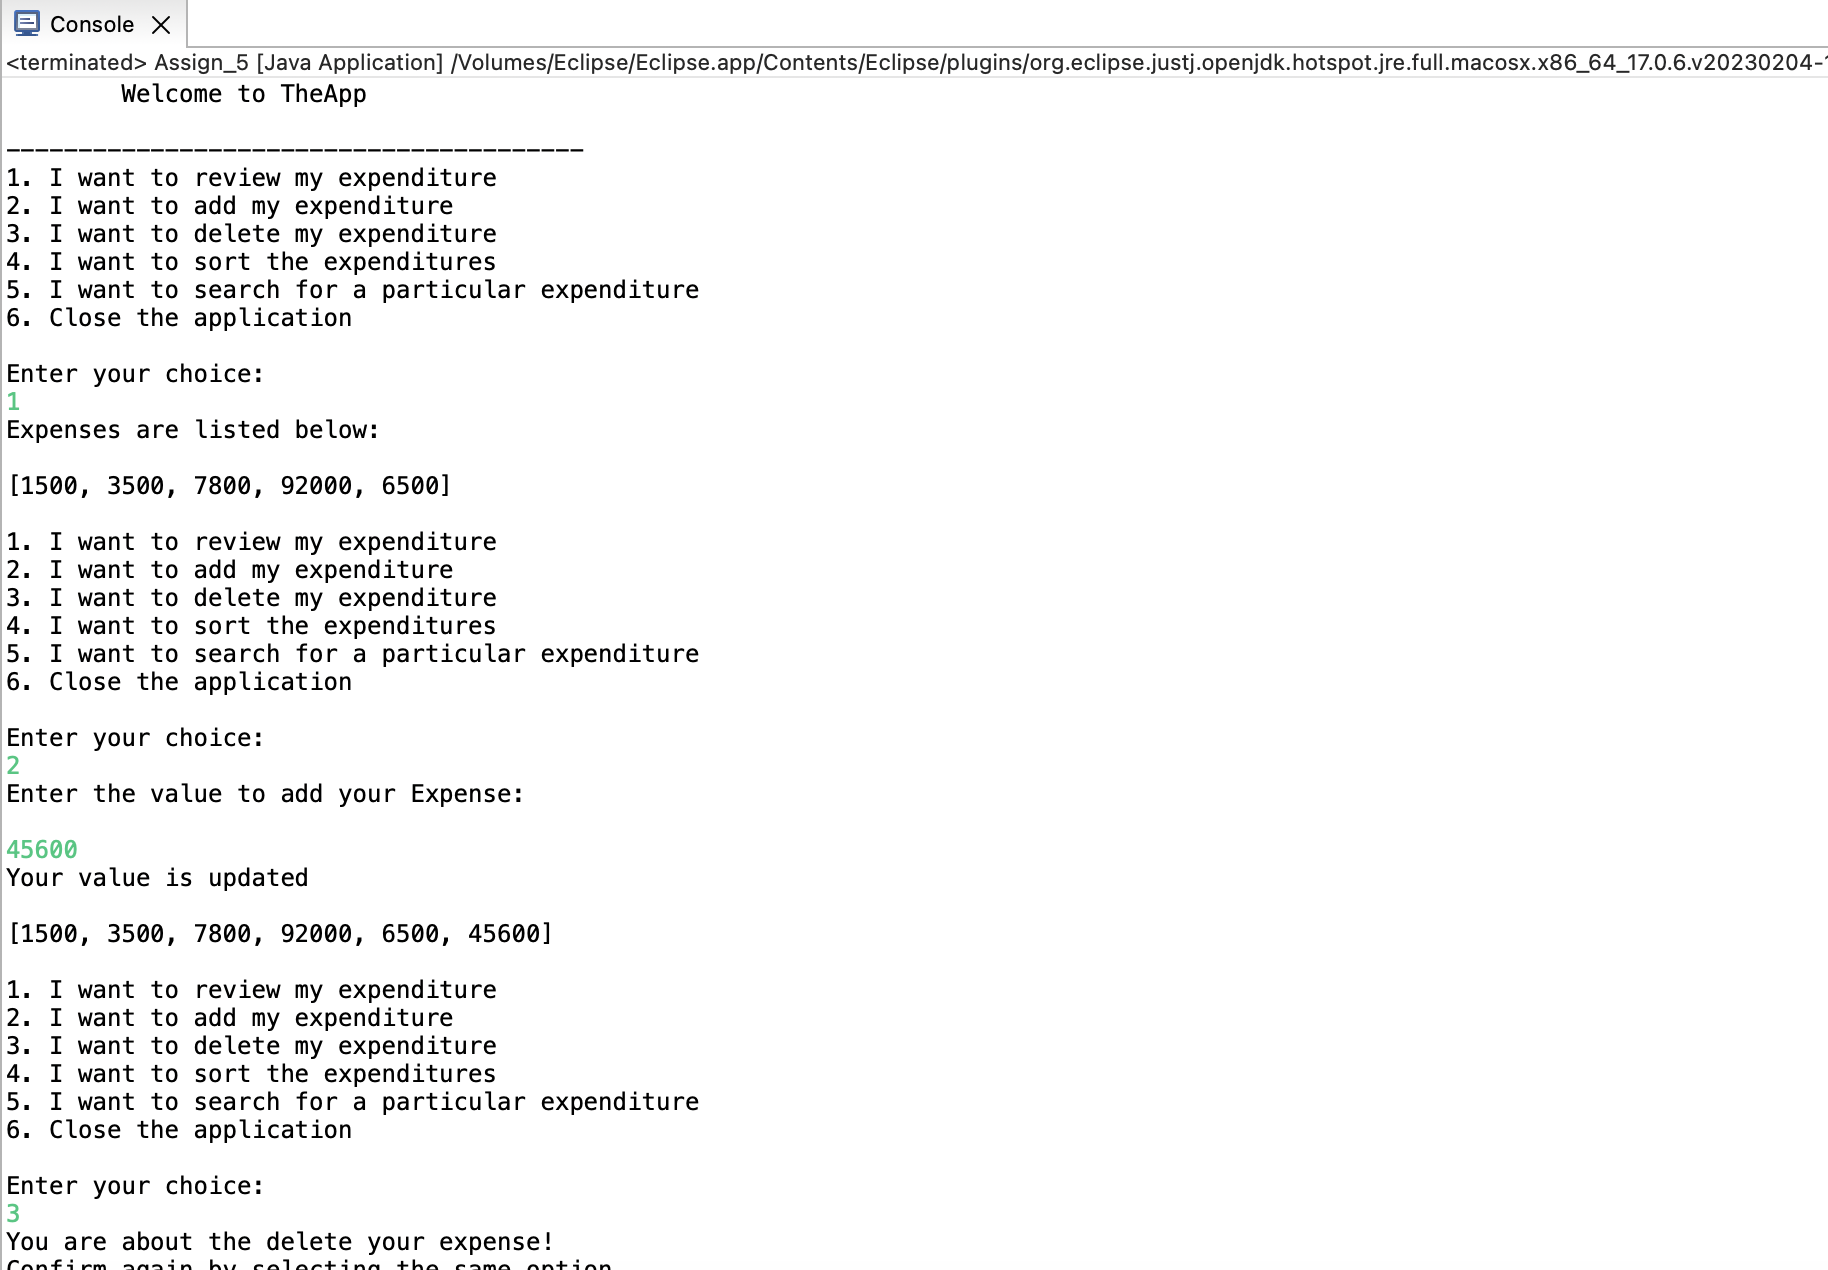 Console
<terminated> Assign_5 [Java Application] /Volumes/Eclipse/Eclipse.app/Contents/Eclipse/plugins/org.eclipse.justj.openjdk.hotspot.jre.full.macosx.x86_64_17.0.6.v20230204-
Welcome to TheApp
----------------------------------------
1. I want to review my expenditure
2. I want to add my expenditure
3. I want to delete my expenditure
4. I want to sort the expenditures
5. I want to search for a particular expenditure
6. Close the application
Enter your choice:
1
Expenses are listed below:
[1500, 3500, 7800, 92000, 6500]
1. I want to review my expenditure
2. I want to add my expenditure
3. I want to delete my expenditure
4. I want to sort the expenditures
5. I want to search for a particular expenditure
6. Close the application
Enter your choice:
2
Enter the value to add your Expense:
45600
Your value is updated
[1500, 3500, 7800, 92000, 6500, 45600]
1. I want to review my expenditure
2. I want to add my expenditure
3. I want to delete my expenditure
4. I want to sort the expenditures
5. I want to search for a particular expenditure
6. Close the application
Enter your choice:
3
You are about the delete your expense!
Confirm again by selecting the same option